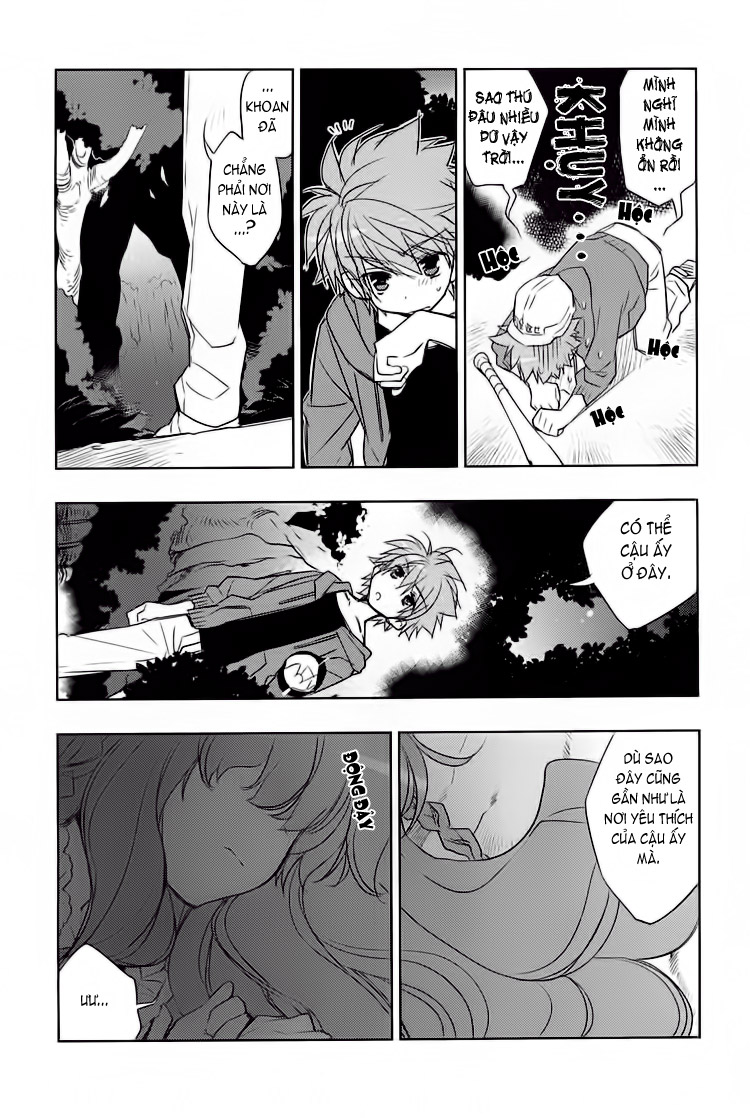 MÌNH
NGHĨ
MÌNH
KHÔNG
ỔN RỒI
...
SAO THÚ
ĐÂU NHIỀU
DỮ VẬY
TRỜI...
KHỤY...
HỘC
HỘC
HỘC
HỘC
...
KHOAN
ĐÃ
CHẲNG
PHẢI NƠI
NÀY LÀ
...?
CÓ THỂ
CẬU ẤY
Ở ĐÂY.
DÙ SAO
ĐÂY CŨNG
GẦN NHƯ LÀ
NƠI YÊU THÍCH
CỦA CẬU ẤY
MÀ.
ĐỘNG ĐẬY
ƯƯ...